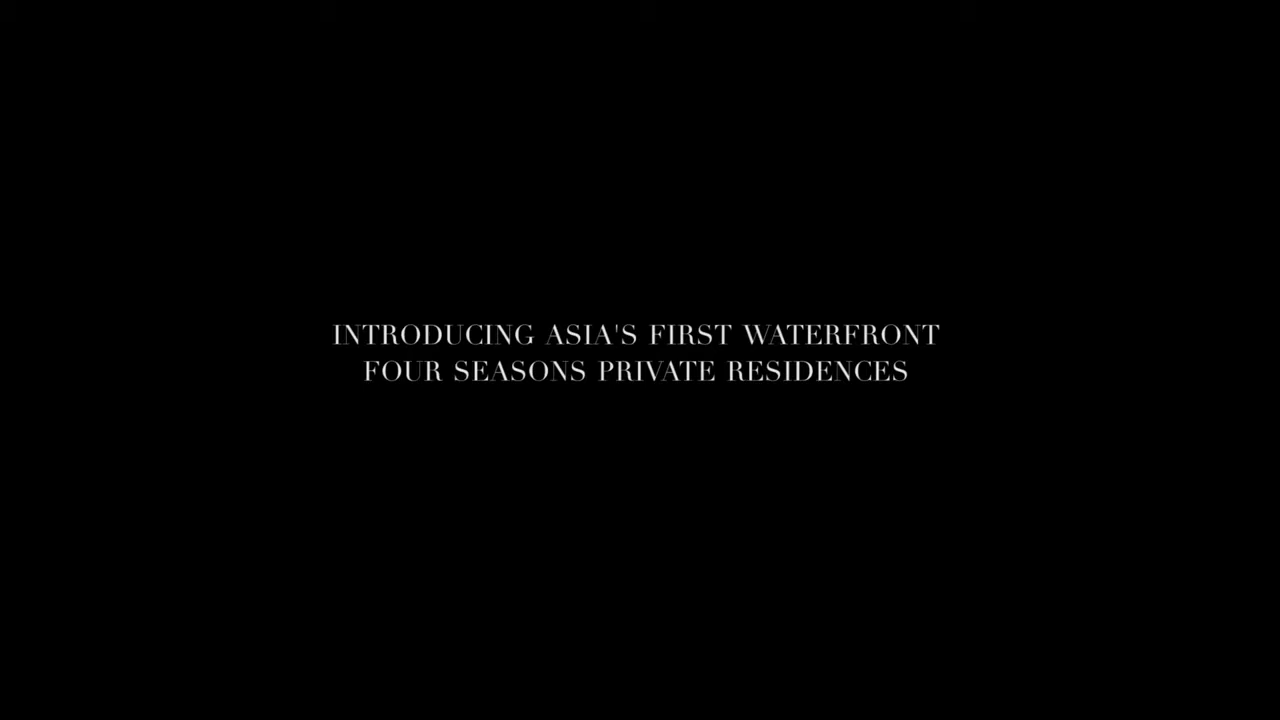 INTRODUCING ASIA'S FIRST WATERFRONT
FOUR SEASONS PRIVATE RESIDENCES